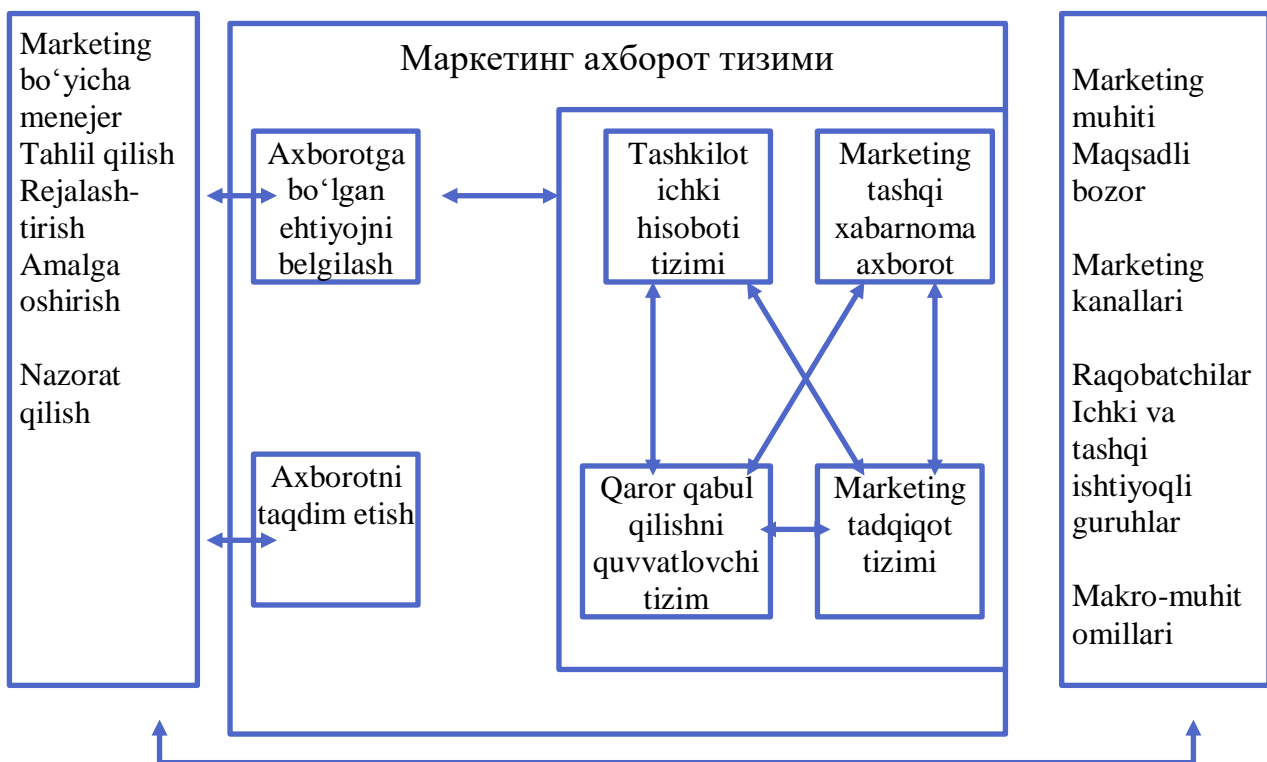 Marketing
bo‘yicha
menejer
Tahlil qilish
Rejalash-
tirish
Amalga
oshirish
Nazorat
qilish
Маркетинг ахборот тизими
Axborotga
bo‘lgan
ehtiyojni
belgilash
Axborotni
taqdim etish
Tashkilot
ichki
hisoboti
tizimi
Marketing
tashqi
xabarnoma
axborot
Qaror qabul
qilishni
quvvatlovchi
tizim
Marketing
tadqiqot
tizimi
Marketing
muhiti
Maqsadli
bozor
Marketing
kanallari
Raqobatchilar
Ichki va
tashqi
ishtiyoqli
guruhlar
Makro-muhit
omillari